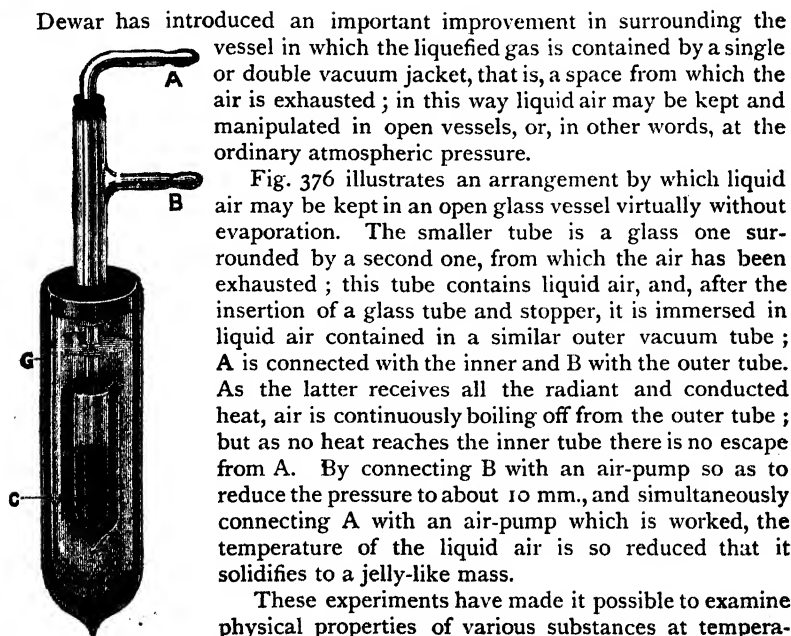 Dewar has introduced an important improvement in surrounding the
vessel in which the liquefied gas is contained by a single
or double vacuum jacket, that is, a space from which the
air is exhausted ; in this way liquid air may be kept and
manipulated in open vessels, or, in other words, at the
ordinary atmospheric pressure.
Fig. 376 illustrates an arrangement by which liquid
air may be kept in an open glass vessel virtually without
evaporation. The smaller tube is a glass one sur-
rounded by a second one, from which the air has been
exhausted ; this tube contains liquid air, and, after the
insertion of a glass tube and stopper, it is immersed in
liquid air contained in a similar outer vacuum tube ;
A is connected with the inner and B with the outer tube.
As the latter receives all the radiant and conducted
heat, air is continuously boiling off from the outer tube ;
but as no heat reaches the inner tube there is no escape
from A. By connecting B with an air-pump so as to
reduce the pressure to about 10 mm., and simultaneously
connecting A with an air-pump which is worked, the
temperature of the liquid air is so reduced that it
solidifies to a jelly-like mass.
These experiments have made it possible to examine
physical properties of various substances at tempera-
A
B
G
C